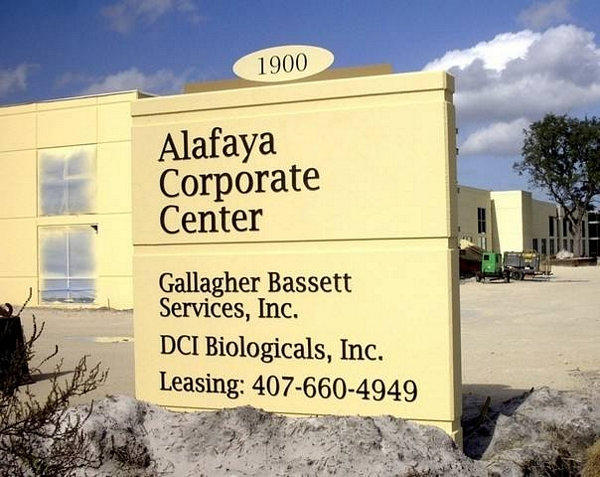 1900
Alafaya
Corporate
Center
Gallagher Bassett
Services, Inc.
DCI Biologicals, Inc.
Leasing: 407-660-4949